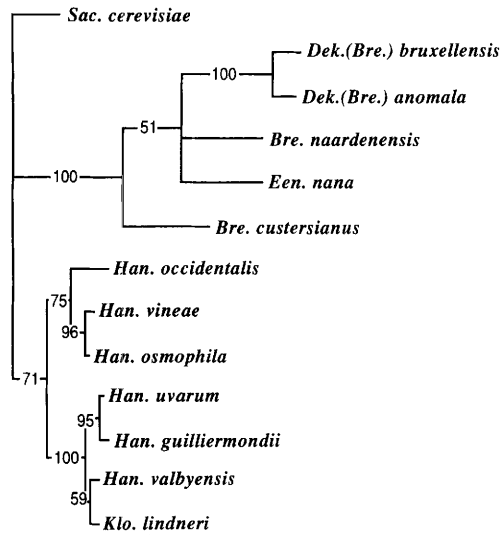 Sac. cerevisiae
Dek.(Bre.) bruxellensis
100
Dek.(Bre.) anomala
51
Bre. naardenensis
100
Een. nana
Bre. custersianus
Han. occidentalis
75
Han. vineae
96
Han. osmophila
71
Han. uvarum
95
Han. guilliermondii
100
Han. valbyensis
59
Klo. lindneri